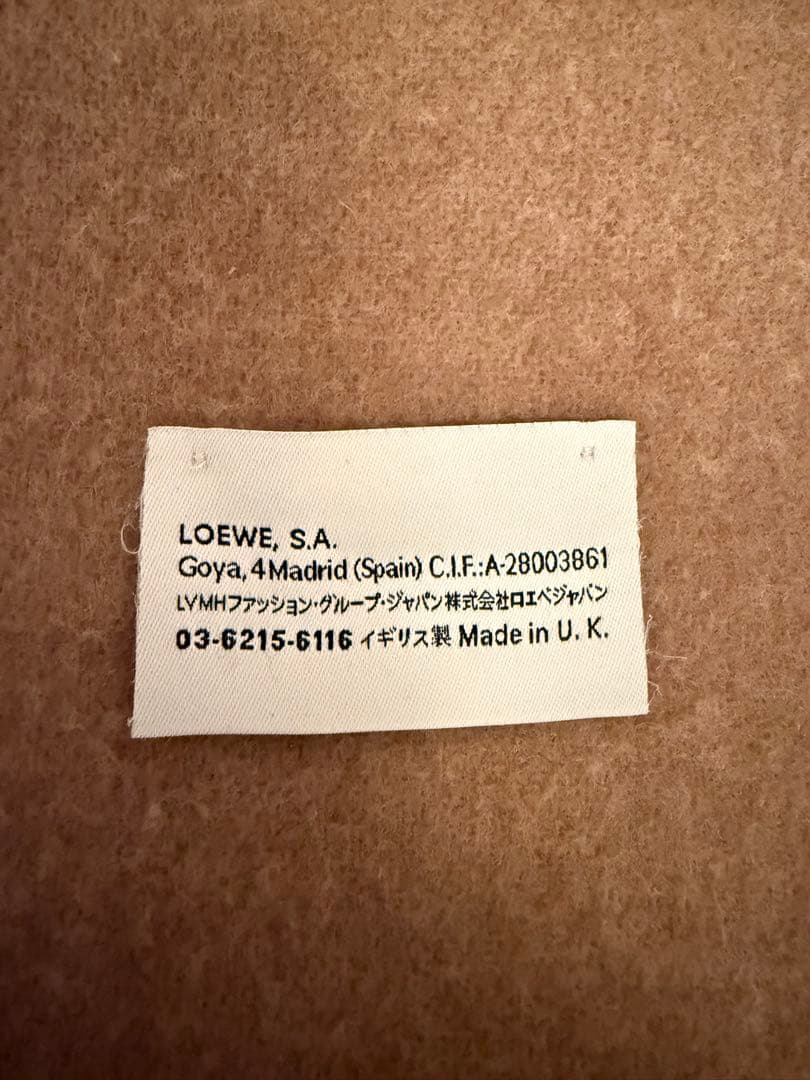 LOEWE, S.A.
Goya, 4 Madrid (Spain) C.I.F.:A-28003861
LVMHファッション・グループ・ジャパン株式会社ロエベジャパン
03-6215-6116 イギリス製 Made in U. K.